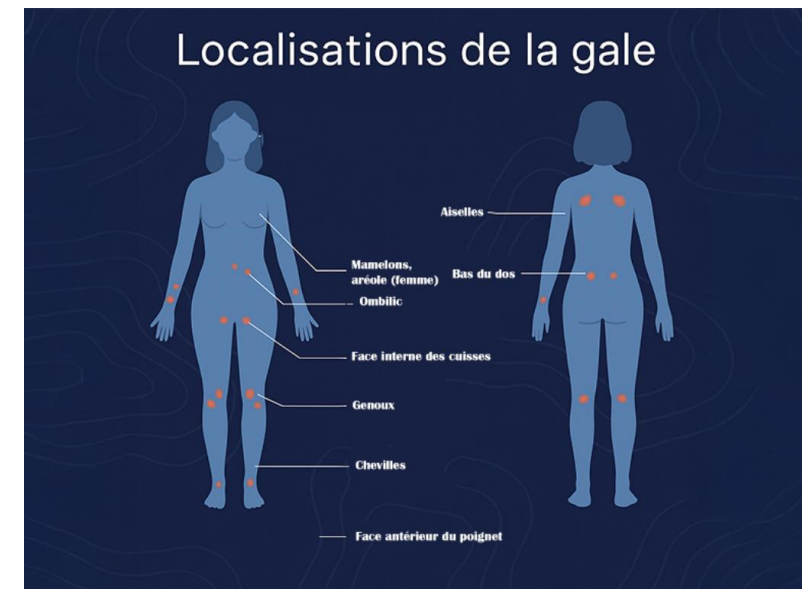 Localisations de la gale
Aiselles
Mamelons,
aréole (femme)
Bas du dos
Ombilic
Face interne des cuisses
Genoux
Chevilles
Face antérieur du poignet